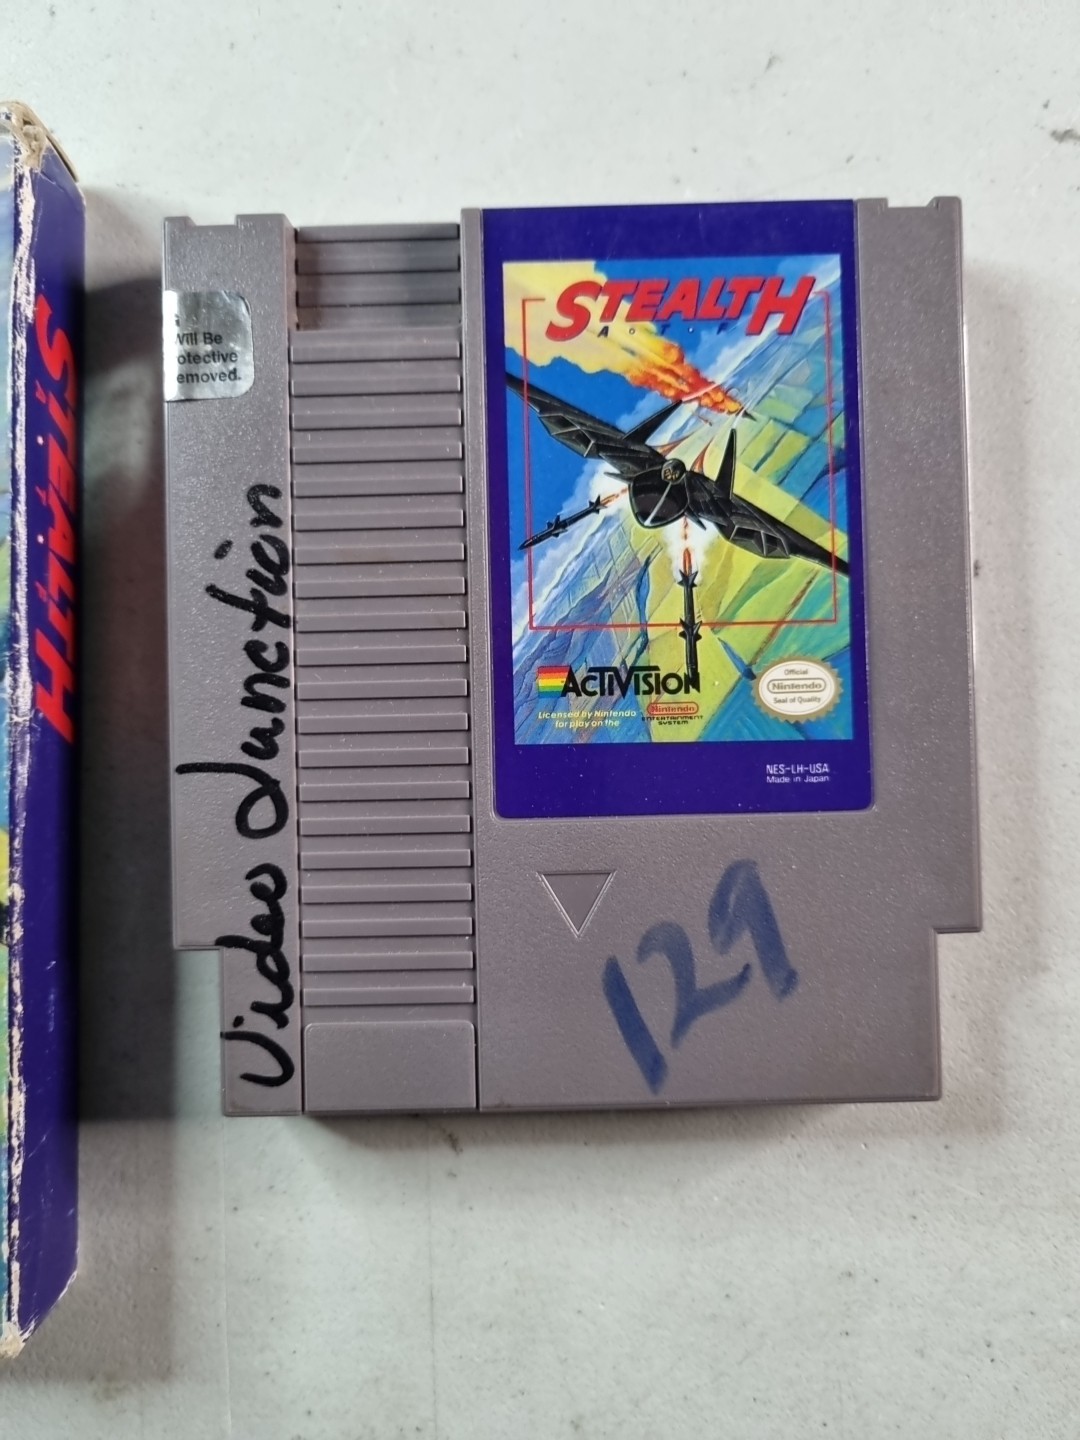 STEALTH
STEALTH
A·T·F
ACTIVISION
Licensed by Nintendo
for play on the
Nintendo
ENTERTAINMENT
SYSTEM
Official
Nintendo
Seal of Quality
NES-LH-USA
Made in Japan
Will Be
otective
emoved.
Video Junction
129